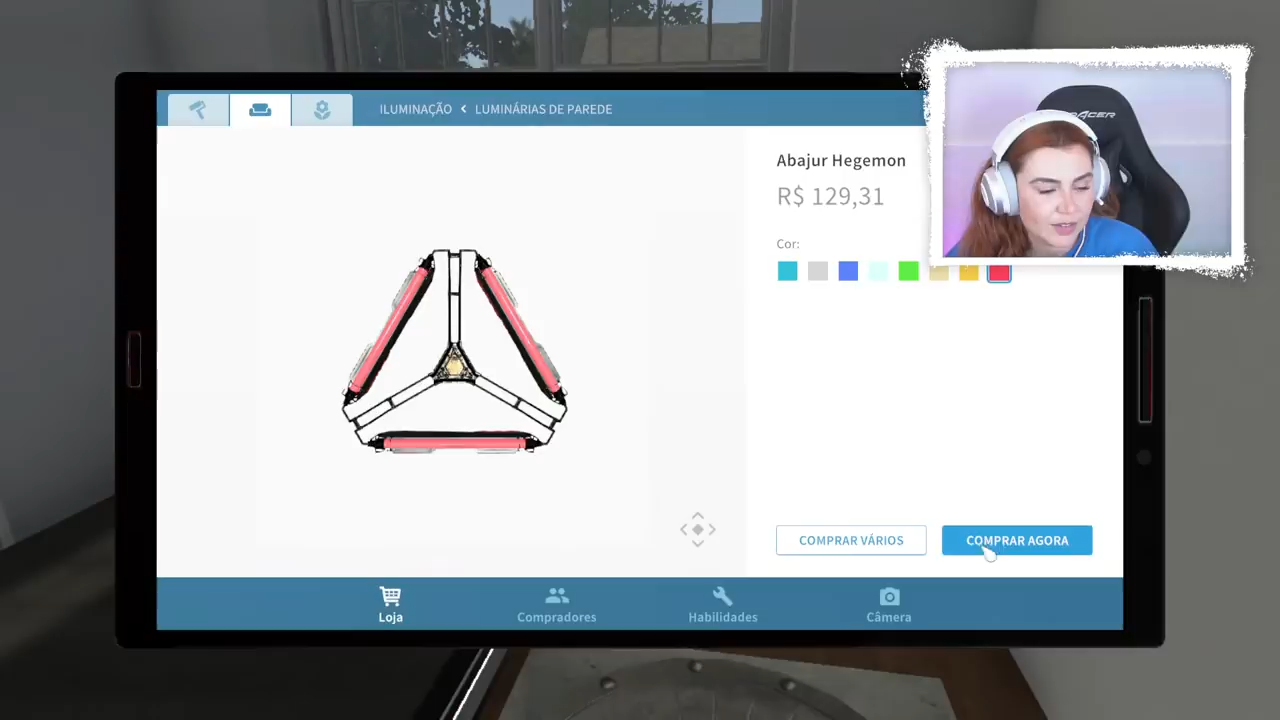 ILUMINAÇÃO < LUMINÁRIAS DE PAREDE
Abajur Hegemon
R$ 129,31
Cor:
COMPRAR VÁRIOS
COMPRAR AGORA
Loja
Compradores
Habilidades
Câmera